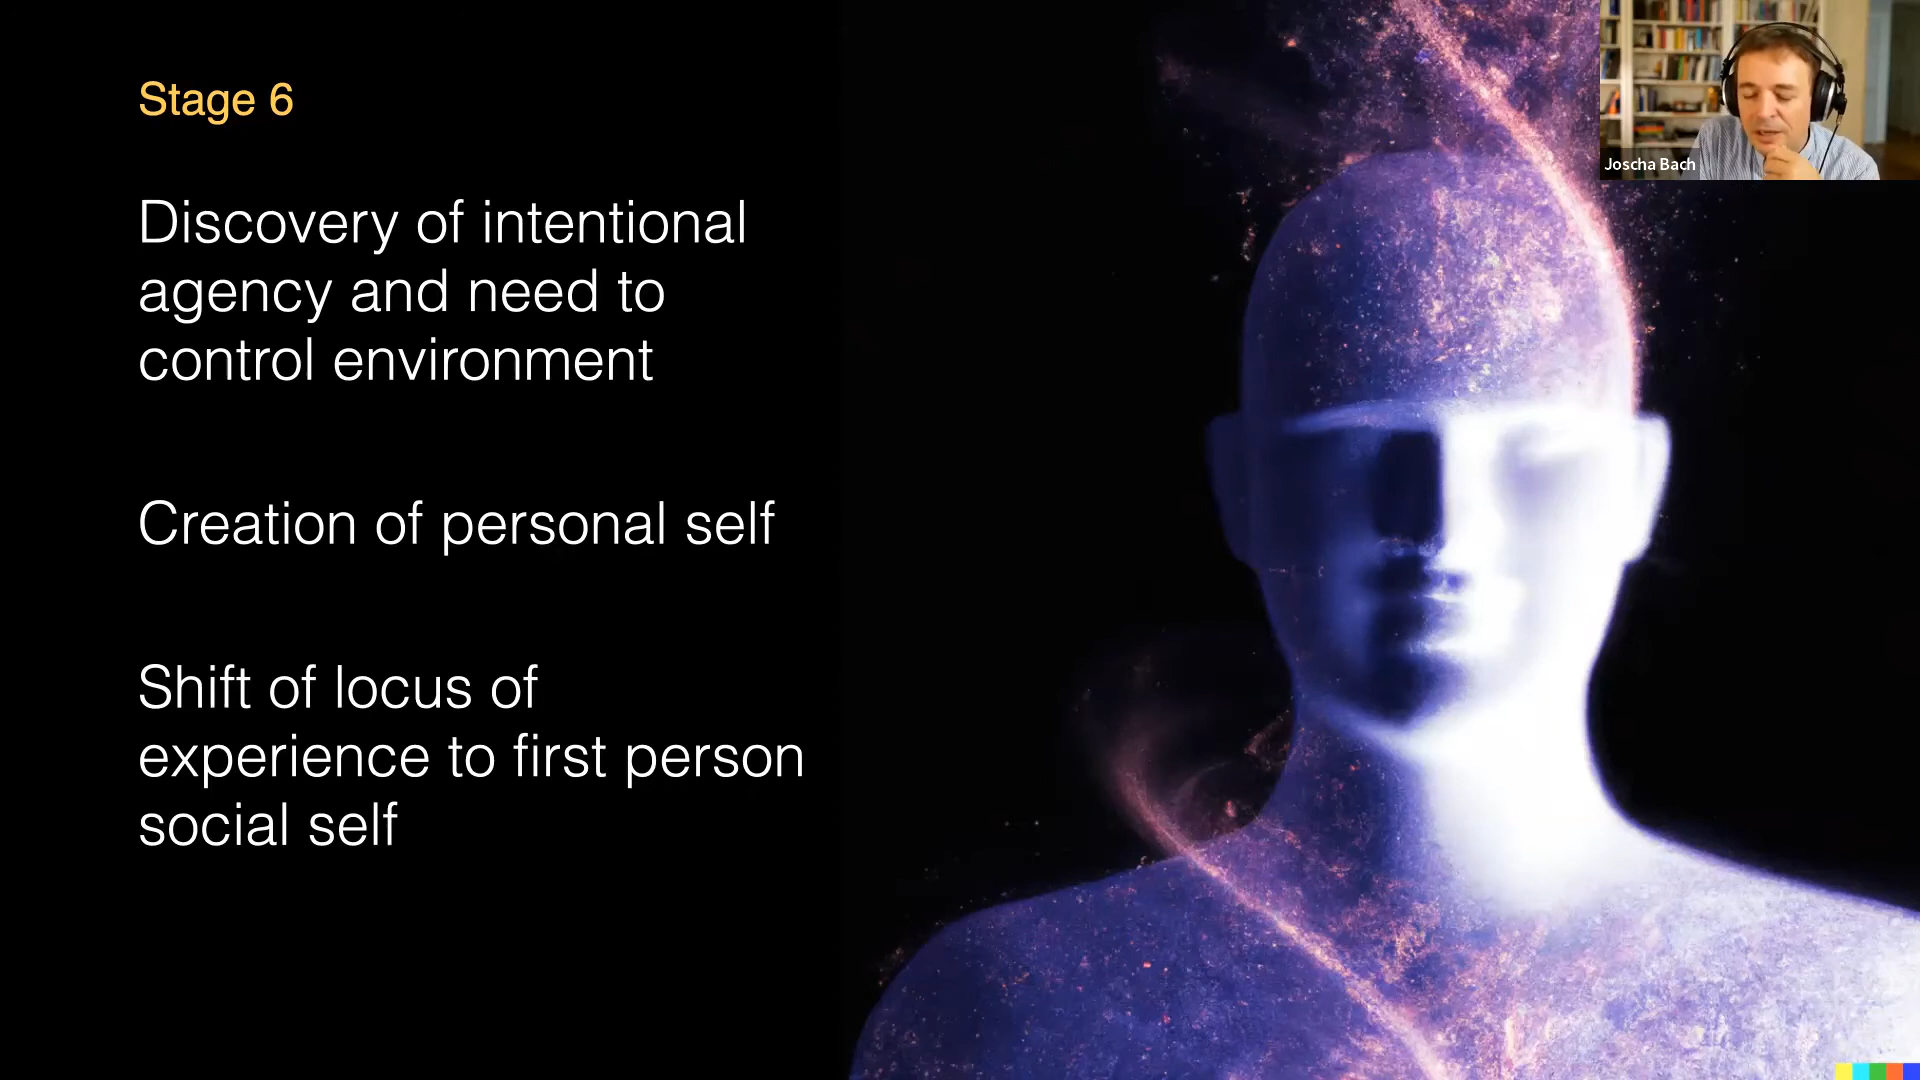 Stage 6
Discovery of intentional
agency and need to
control environment
Creation of personal self
Shift of locus of
experience to first person
social self
Joscha Bach